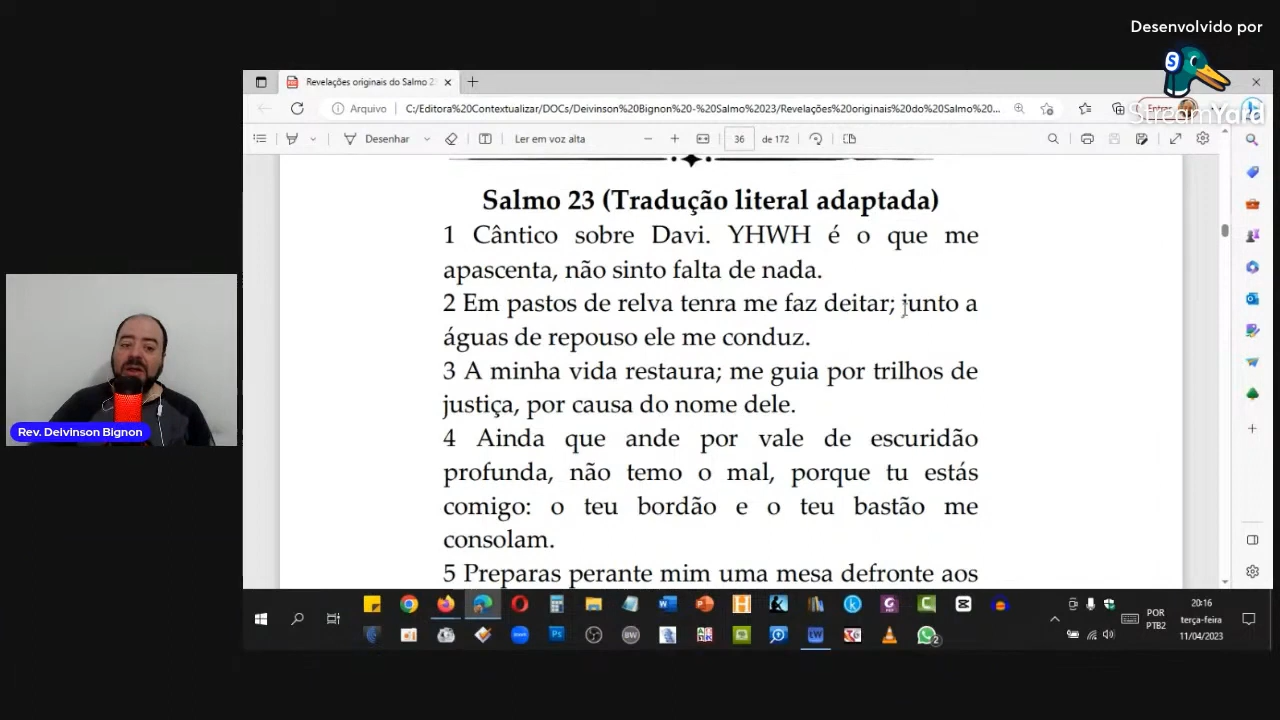 Desenvolvido por
StreamYard
Revelações originais do Salmo 2
Arquivo C:/Editora%20Contextualizar/DOCs/Deivinson%20Bignon%20-%20Salmo%2023/Revelações%20originais%20do%20Salmo%20... Entrar
Desenhar Ler em voz alta 36 de 172
Salmo 23 (Tradução literal adaptada)
1 Cântico sobre Davi. YHWH é o que me
apascenta, não sinto falta de nada.
2 Em pastos de relva tenra me faz deitar; junto a
águas de repouso ele me conduz.
3 A minha vida restaura; me guia por trilhos de
justiça, por causa do nome dele.
4 Ainda que ande por vale de escuridão
profunda, não temo o mal, porque tu estás
comigo: o teu bordão e o teu bastão me
consolam.
5 Preparas perante mim uma mesa defronte aos
Rev. Deivinson Bignon
POR
PTB2
20:16
terça-feira
11/04/2023